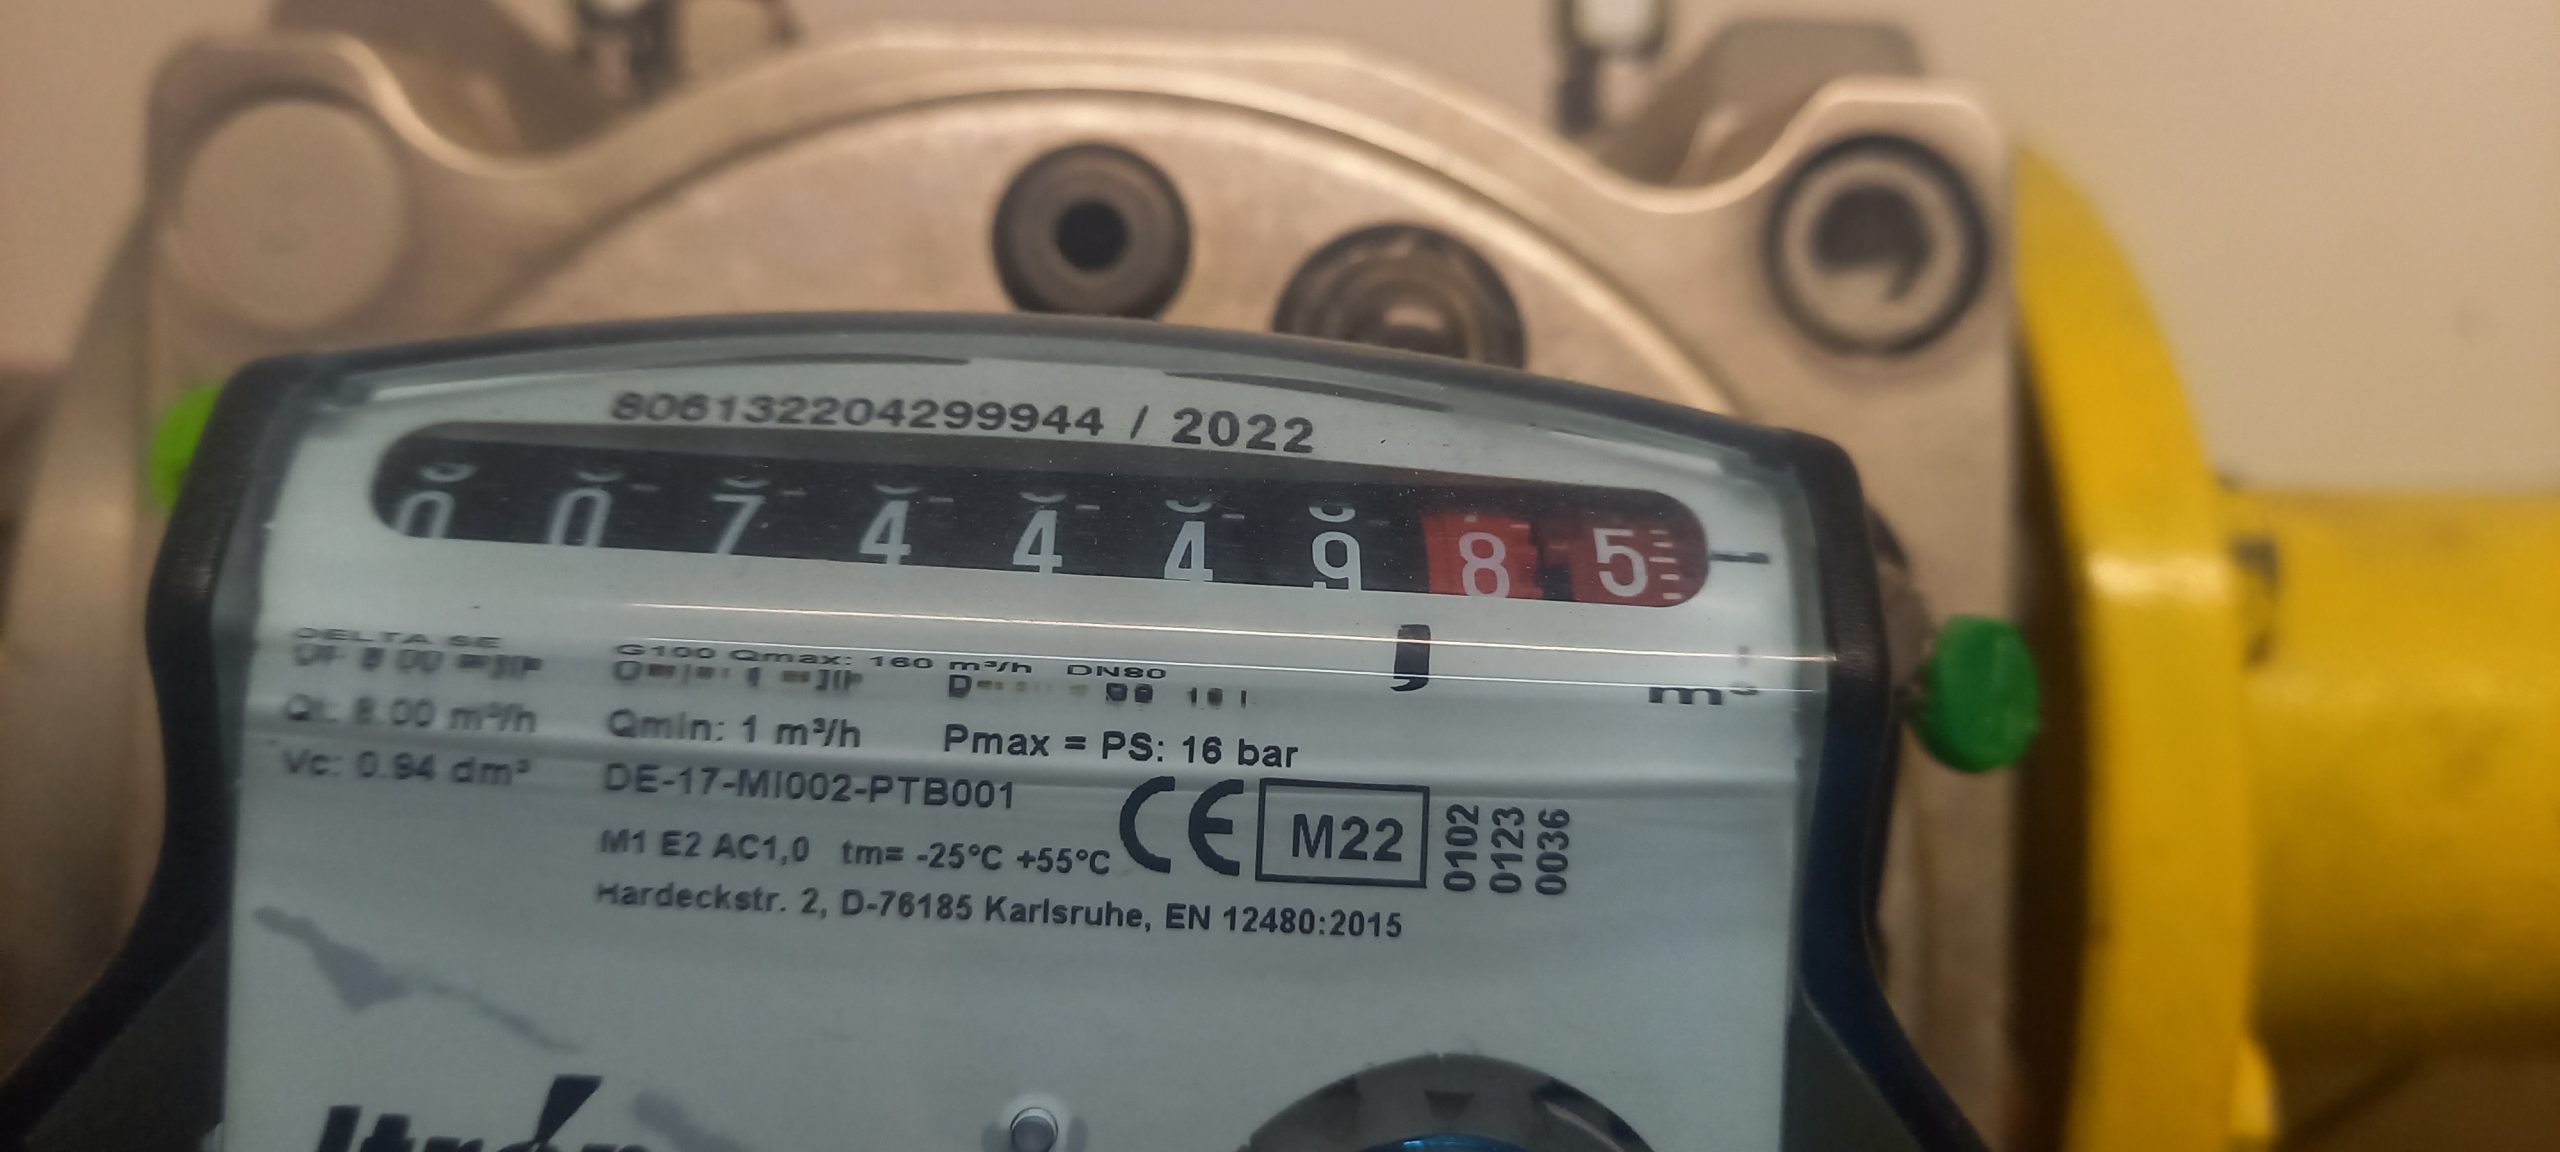 806132204299944 / 2022
0 0 7 4 4 4 9 8 5
,
m³
DELTA SE G100 Qmax: 160 m³/h DN80
Qt: 8.00 m³/h Qmin: 1 m³/h Pmax = PS: 16 bar
Vc: 0.94 dm³ DE-17-MI002-PTB001
CE M22 0102 0123 0036
M1 E2 AC1,0 tm= -25°C +55°C
Hardeckstr. 2, D-76185 Karlsruhe, EN 12480:2015
Itrón